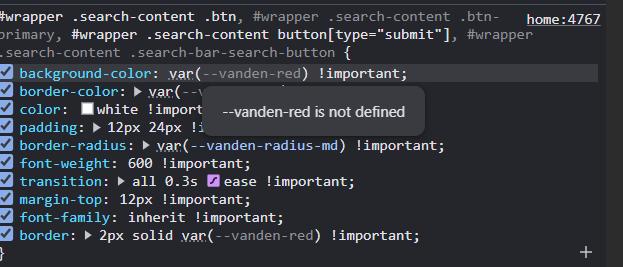 #wrapper .search-content .btn, #wrapper .search-content .btn- home:4767
primary, #wrapper .search-content button[type="submit"], #wrapper
.search-content .search-bar-search-button {
background-color: var(--vanden-red) !important;
border-color: var(--v
--vanden-red is not defined
color: white !import
padding: 12px 24px !i
border-radius: var(--vanden-radius-md) !important;
font-weight: 600 !important;
transition: all 0.3s ease !important;
margin-top: 12px !important;
font-family: inherit !important;
border: 2px solid var(--vanden-red) !important;
}